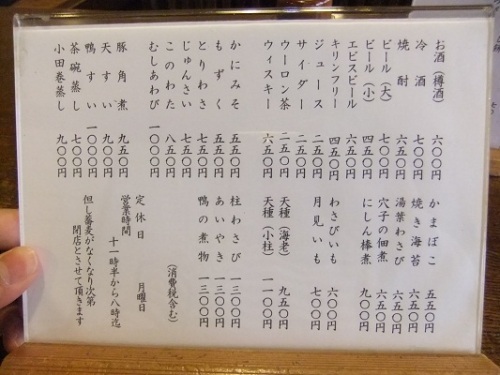 お酒(樽酒) 六〇〇円
冷酒 七〇〇円
焼酎 六五〇円
ビール(大) 七〇〇円
ビール(小) 四五〇円
エビスビール 六五〇円
キリンフリー 四五〇円
ジュース 二五〇円
サイダー 二五〇円
ウーロン茶 二五〇円
ウィスキー 六五〇円
かにみそ 五五〇円
もずく 五五〇円
とりわさ 七五〇円
じゅんさい 七五〇円
このわた 八五〇円
むしあわび 一〇〇〇円
豚角煮 九五〇円
天すい 九〇〇円
鴨すい 一〇〇〇円
茶碗蒸し 七〇〇円
小田巻蒸し 九〇〇円
かまぼこ 五五〇円
焼き海苔 六五〇円
湯葉わさび 六五〇円
穴子の佃煮 六五〇円
にしん棒煮 九〇〇円
わさびいも 六〇〇円
月見いも 七〇〇円
天種(海老) 九五〇円
天種(小柱) 一一〇〇円
柱わさび 一三〇〇円
あいやき 一三〇〇円
鴨の煮物 一三〇〇円
(消費税含む)
定休日 月曜日
営業時間 十一時半から八時迄
但し蕎麦がなくなり次第
閉店とさせて頂きます